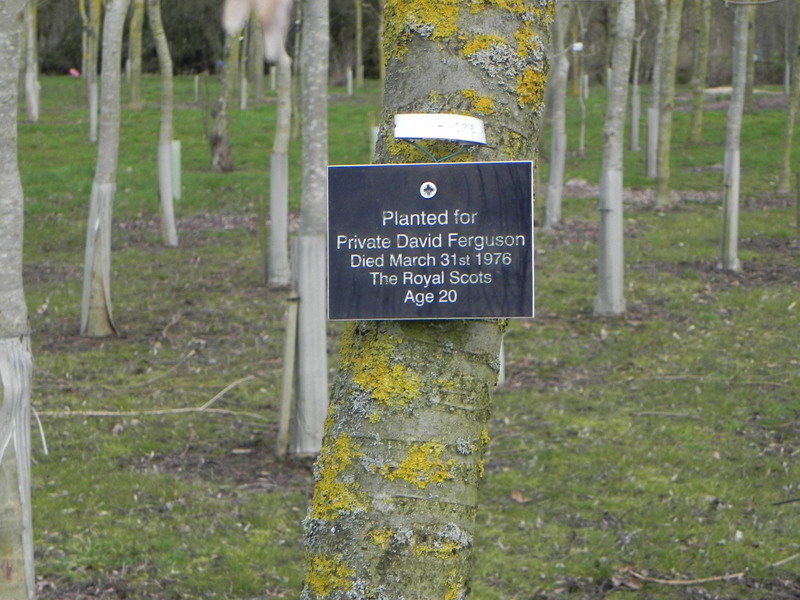 Planted for
Private David Ferguson
Died March 31st 1976
The Royal Scots
Age 20